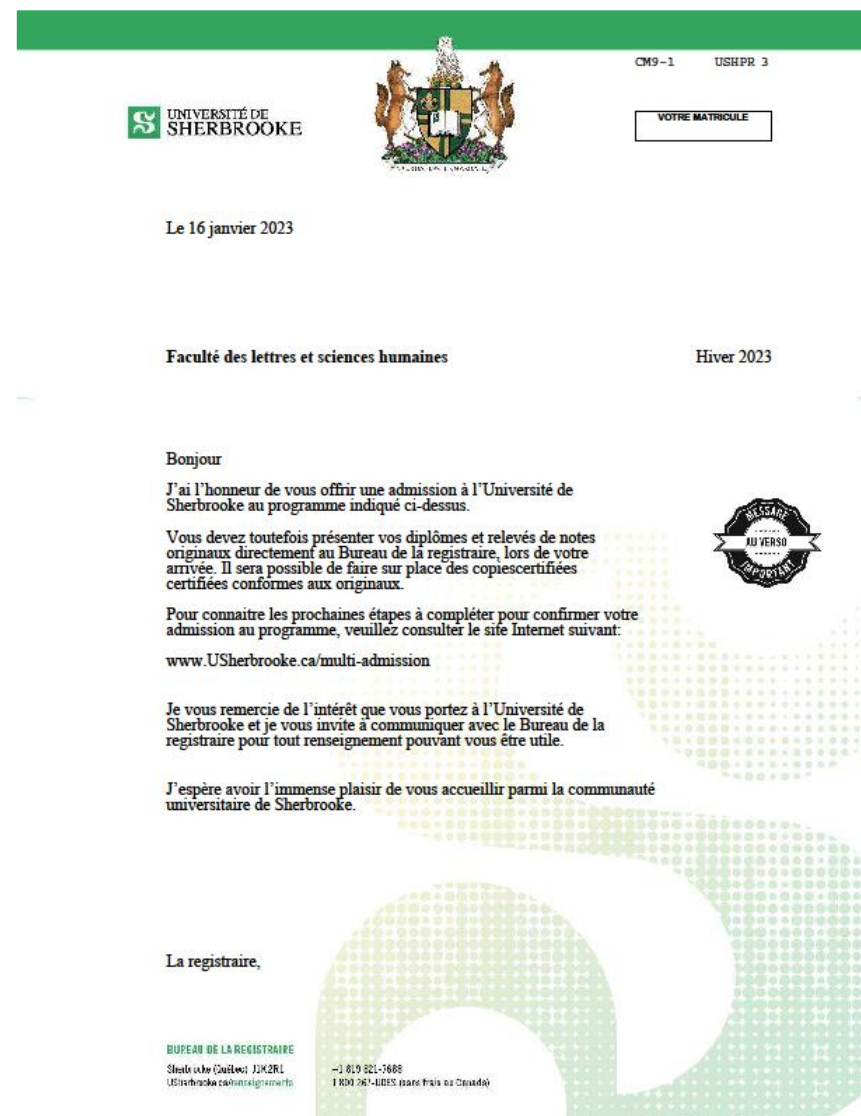 CM9-1 USHPR 3
UNIVERSITÉ DE
SHERBROOKE
VOTRE MATRICULE
Le 16 janvier 2023
Faculté des lettres et sciences humaines Hiver 2023
Bonjour
J'ai l'honneur de vous offrir une admission à l'Université de
Sherbrooke au programme indiqué ci-dessus.
MESSAGE
AU VERSO
IMPORTANT
Vous devez toutefois présenter vos diplômes et relevés de notes
originaux directement au Bureau de la registraire, lors de votre
arrivée. Il sera possible de faire sur place des copiescertifiées
certifiées conformes aux originaux.
Pour connaitre les prochaines étapes à compléter pour confirmer votre
admission au programme, veuillez consulter le site Internet suivant:
www.USherbrooke.ca/multi-admission
Je vous remercie de l'intérêt que vous portez à l'Université de
Sherbrooke et je vous invite à communiquer avec le Bureau de la
registraire pour tout renseignement pouvant vous être utile.
J'espère avoir l'immense plaisir de vous accueillir parmi la communauté
universitaire de Sherbrooke.
La registraire,
BUREAU DE LA REGISTRAIRE
Sherbrooke (Québec) J1K2R1
USherbrooke.ca/renseignements
1 819 821-7688
1 800 267-UDES (sans frais au Canada)